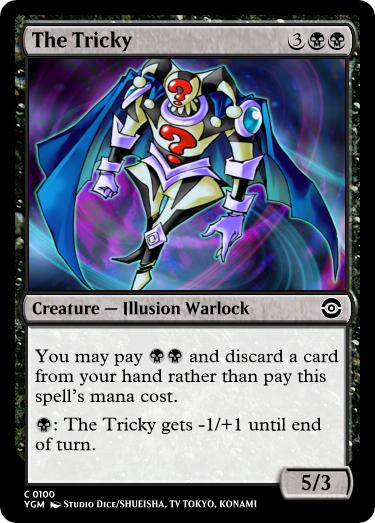 The Tricky 3
?
?
Creature — Illusion Warlock
You may pay and discard a card
from your hand rather than pay this
spell's mana cost.
: The Tricky gets -1/+1 until end
of turn.
5/3
C 0100
YGM Studio Dice/SHUEISHA, TV TOKYO, KONAMI